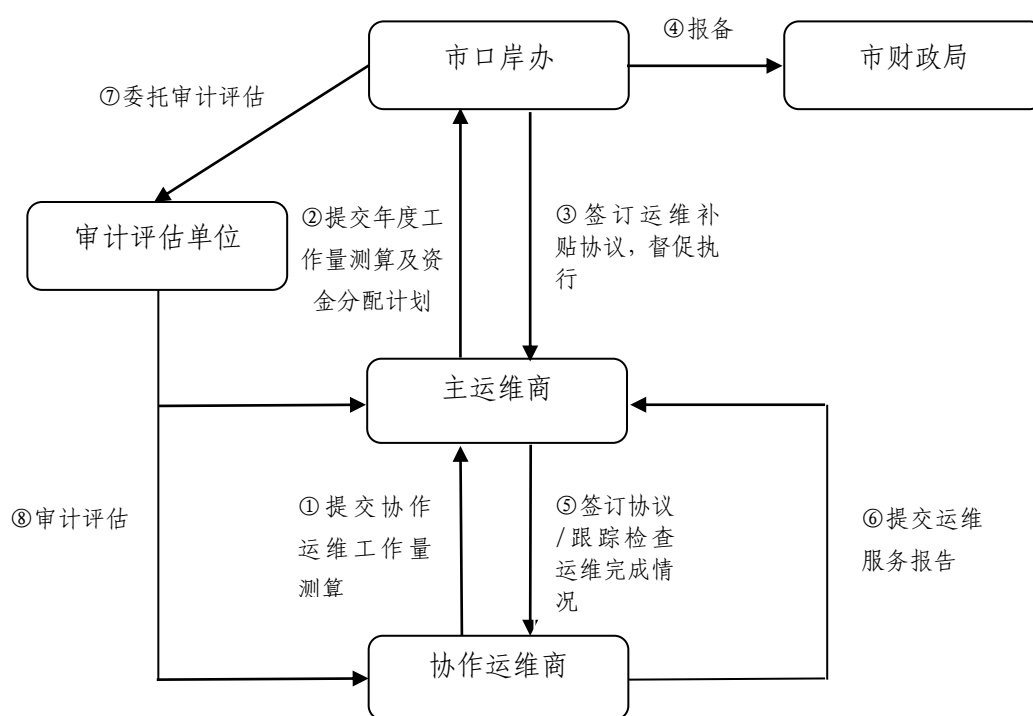 ④报备
市口岸办
市财政局
⑦委托审计评估
审计评估单位
②提交年度工
作量测算及资
金分配计划
③签订运维补
贴协议,督促执
行
主运维商
⑧审计评估
①提交协作
运维工作量
测算
⑤签订协议
/跟踪检查
运维完成情
况
⑥提交运维
服务报告
协作运维商